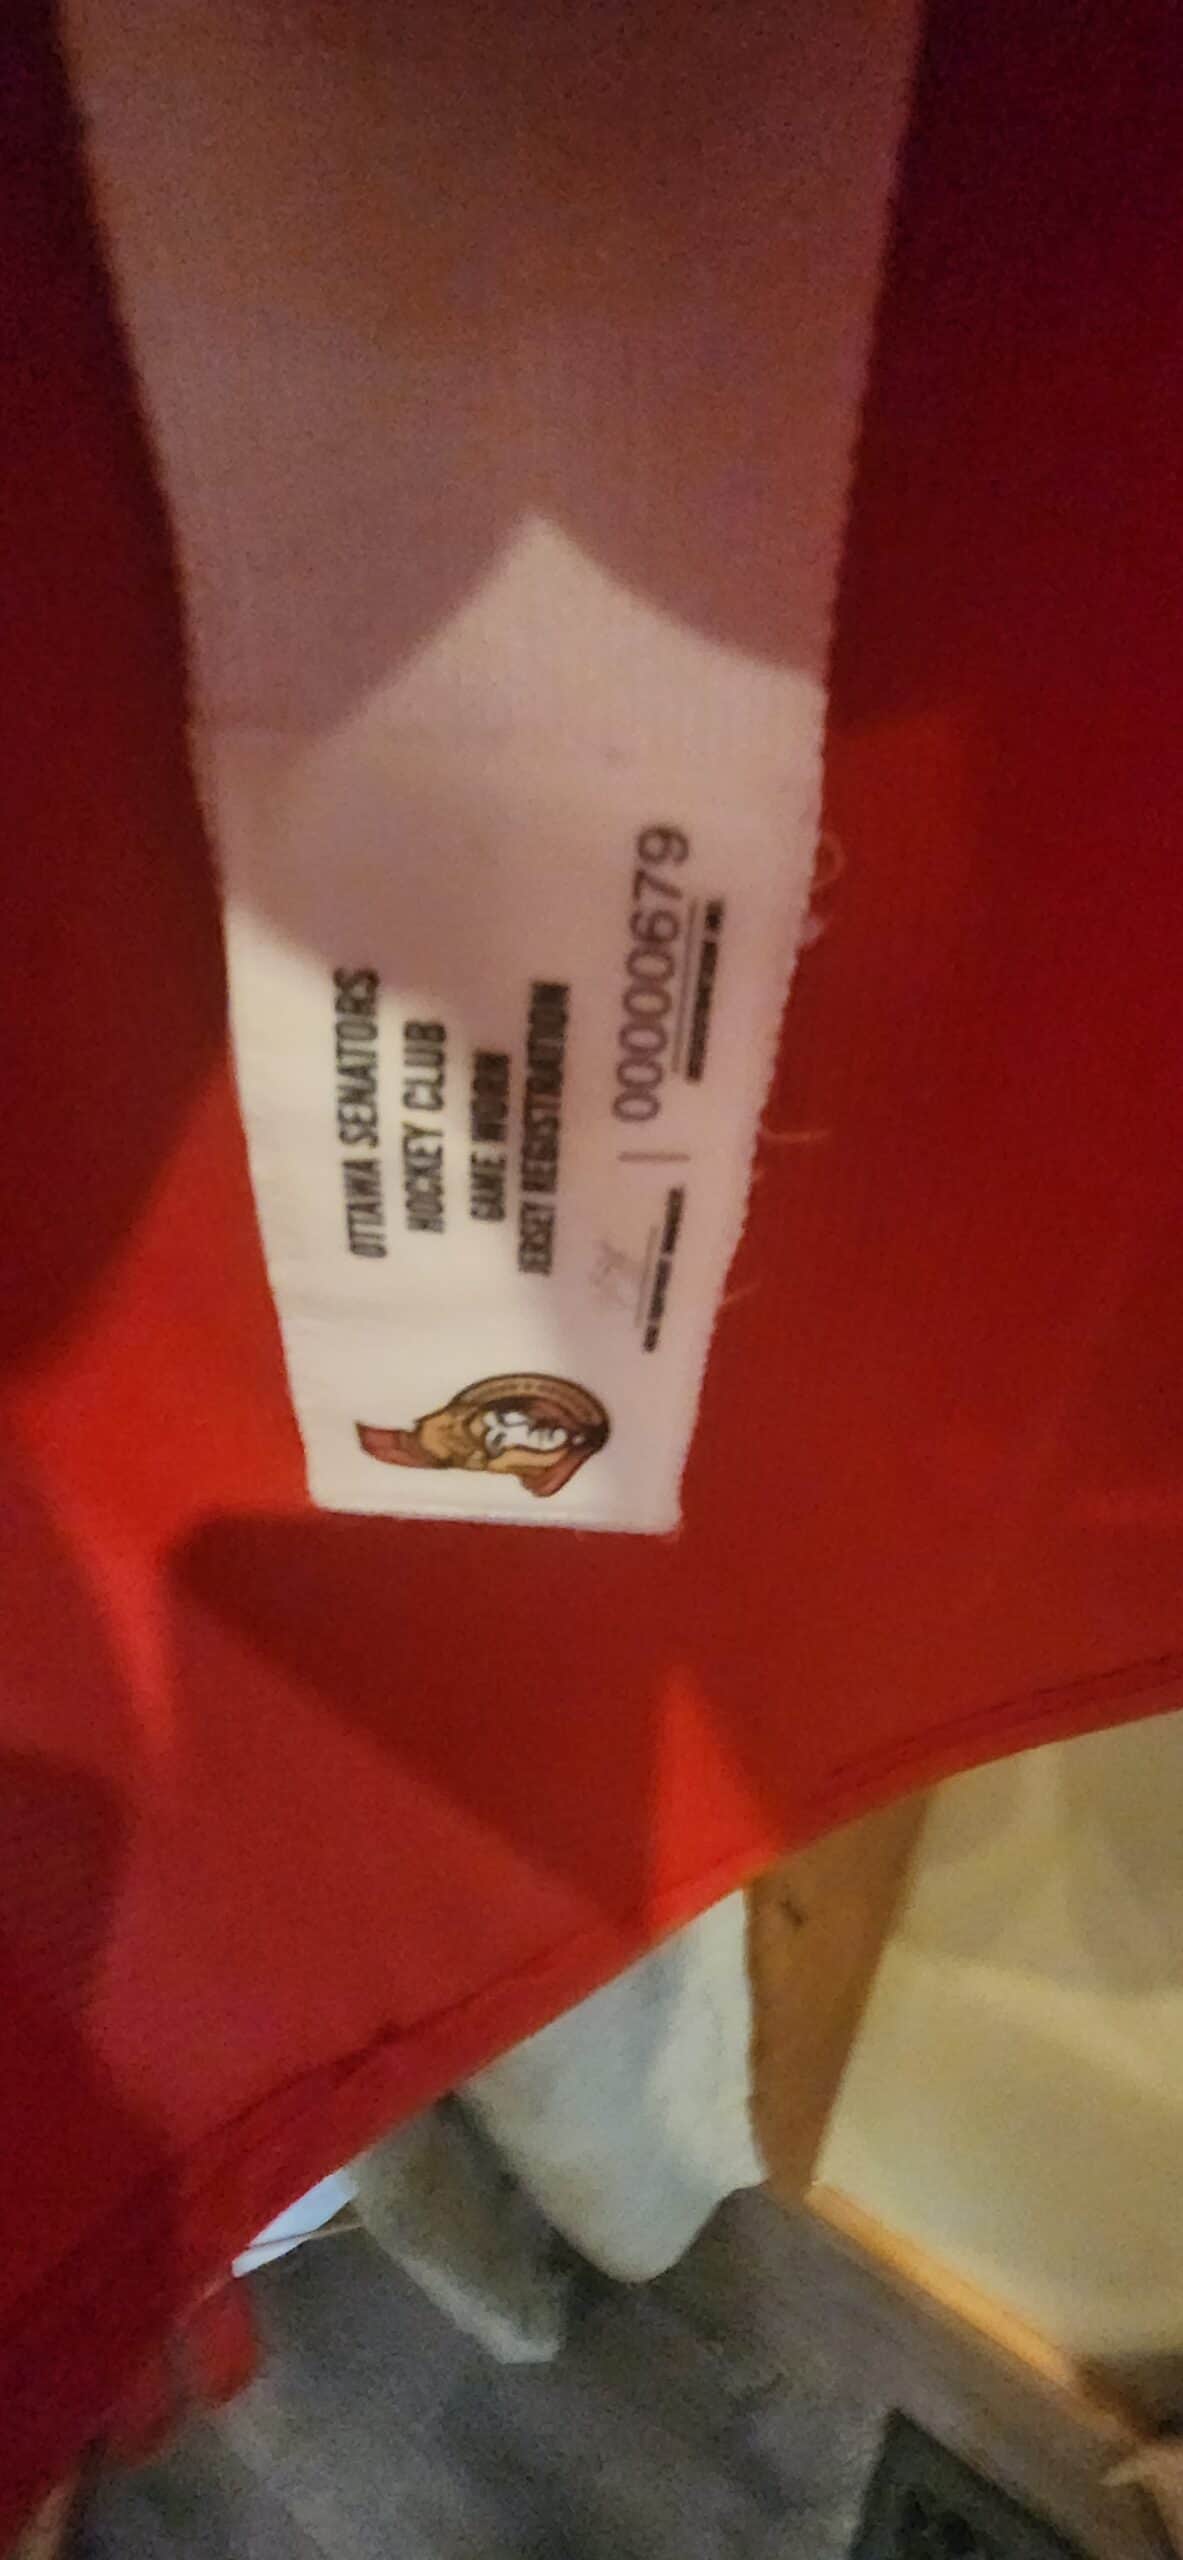 OTTAWA SENATORS
HOCKEY CLUB
GAME WORN
JERSEY REGISTRATION
00000679